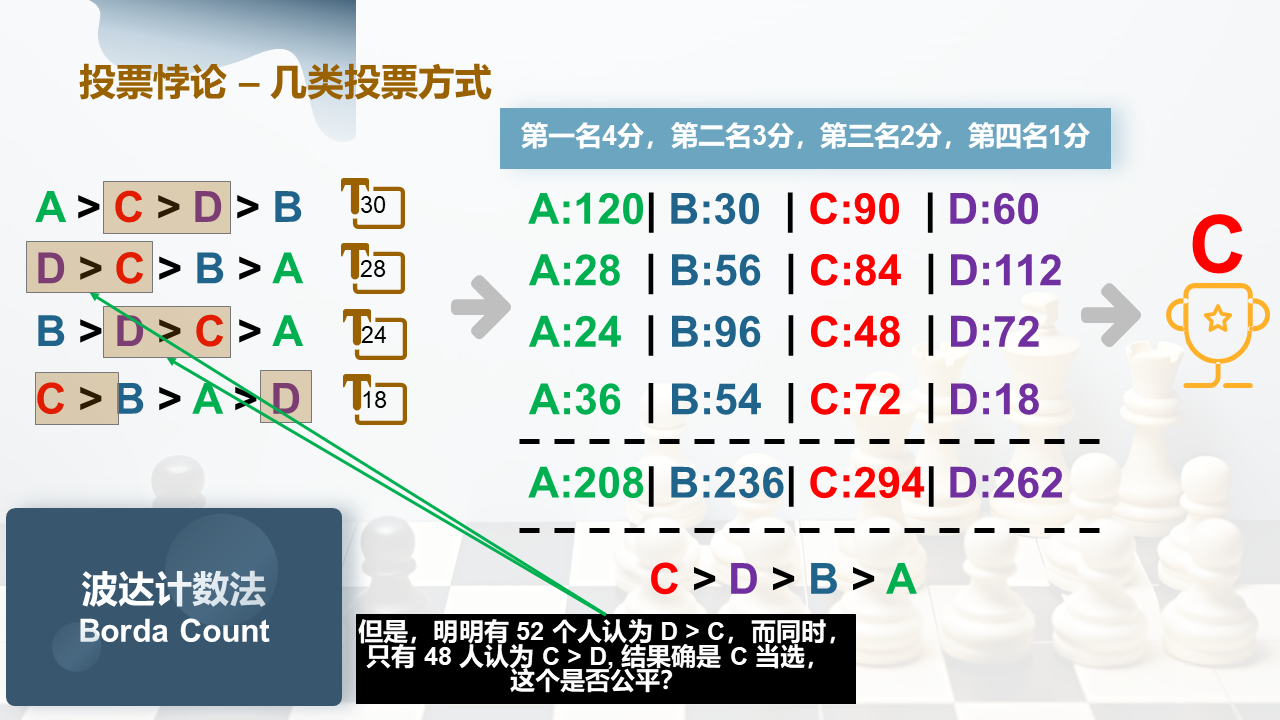 投票悖论 – 几类投票方式
第一名4分，第二名3分，第三名2分，第四名1分
A > C > D > B
30
D > C > B > A
28
B > D > C > A
24
C > B > A > D
18
A:120| B:30 | C:90 | D:60
A:28 | B:56 | C:84 | D:112
A:24 | B:96 | C:48 | D:72
A:36 | B:54 | C:72 | D:18
A:208| B:236| C:294| D:262
C > D > B > A
C
波达计数法
Borda Count
但是，明明有 52 个人认为 D > C，而同时，
只有 48 人认为 C > D, 结果确是 C 当选，
这个是否公平?